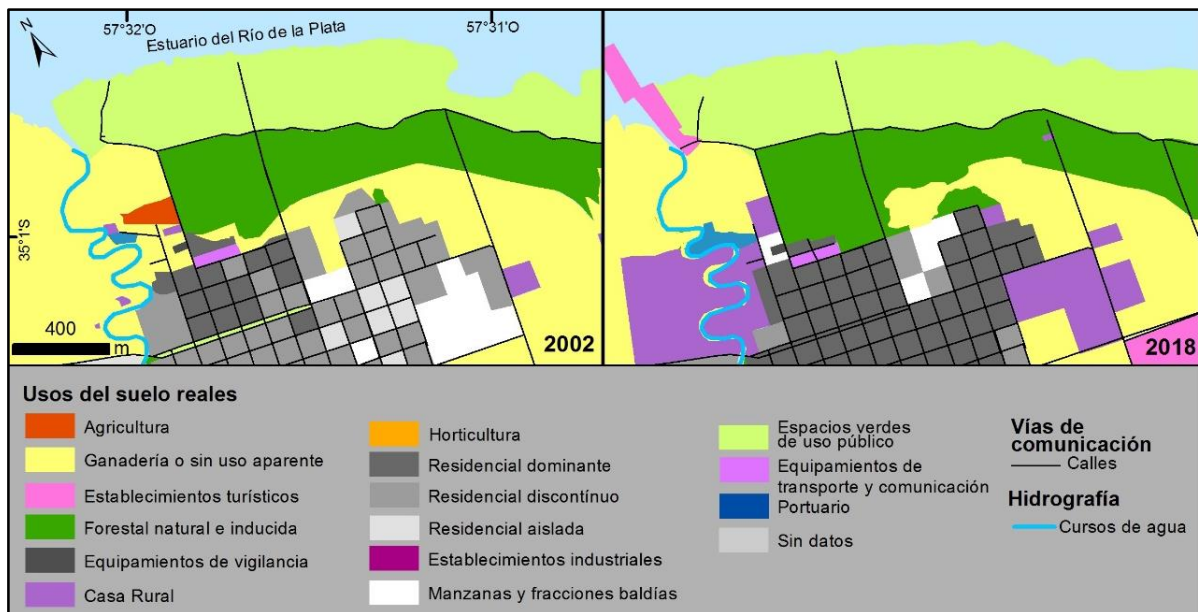 57°32'O
57°31'O
N
Estuario del Río de la Plata
35°1'S
400
m
2002
2018
Usos del suelo reales
Agricultura
Ganadería o sin uso aparente
Establecimientos turísticos
Forestal natural e inducida
Equipamientos de vigilancia
Casa Rural
Horticultura
Residencial dominante
Residencial discontínuo
Residencial aislada
Establecimientos industriales
Manzanas y fracciones baldías
Espacios verdes
de uso público
Equipamientos de
transporte y comunicación
Portuario
Sin datos
Vías de
comunicación
Calles
Hidrografía
Cursos de agua